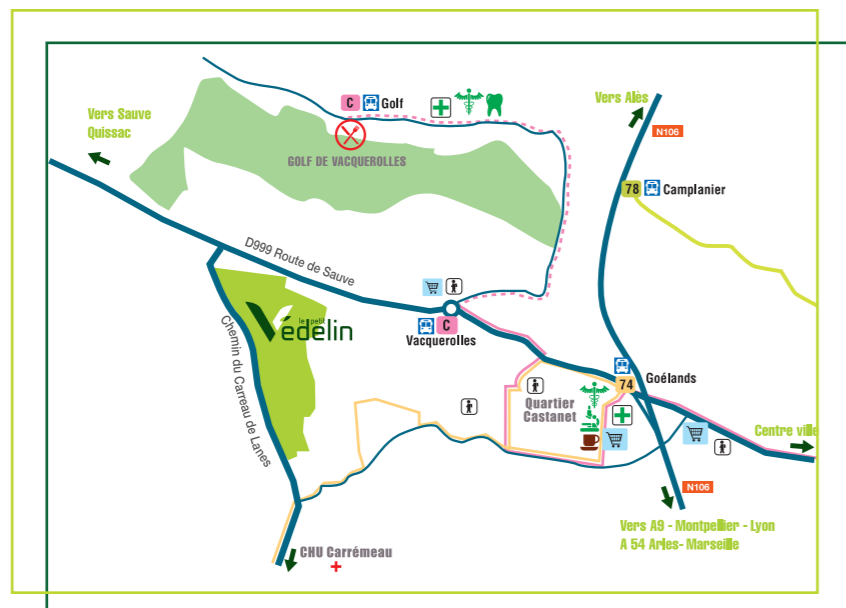 Vers Sauve
Quissac
C Golf
GOLF DE VACQUEROLLES
Vers Alès
N106
78 Camplanier
D999 Route de Sauve
le petit
Védelin
Chemin du Carreau de Lanes
C
Vacquerolles
74
Goélands
Quartier
Castanet
Centre ville
N106
Vers A9 - Montpellier - Lyon
A 54 Arles- Marseille
CHU Carrémeau